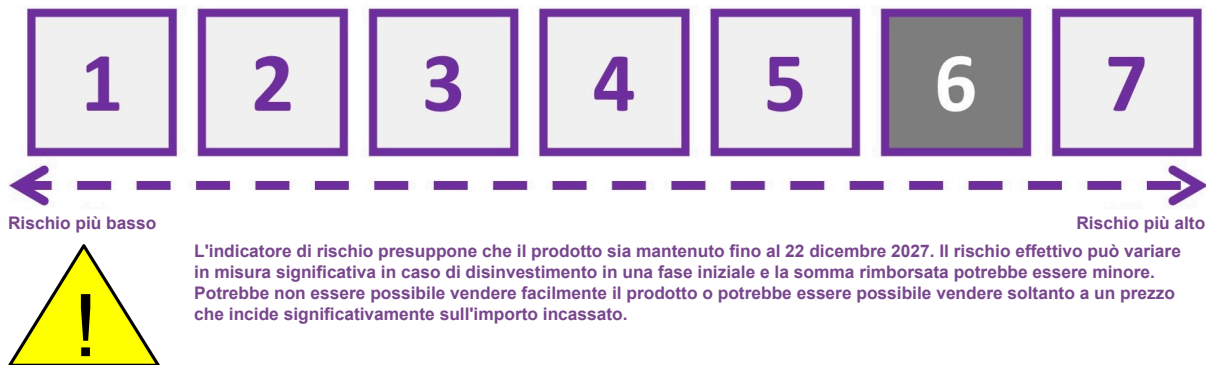 1 2 3 4 5 6 7
Rischio più basso Rischio più alto
L'indicatore di rischio presuppone che il prodotto sia mantenuto fino al 22 dicembre 2027. Il rischio effettivo può variare
in misura significativa in caso di disinvestimento in una fase iniziale e la somma rimborsata potrebbe essere minore.
Potrebbe non essere possibile vendere facilmente il prodotto o potrebbe essere possibile vendere soltanto a un prezzo
che incide significativamente sull'importo incassato.
!